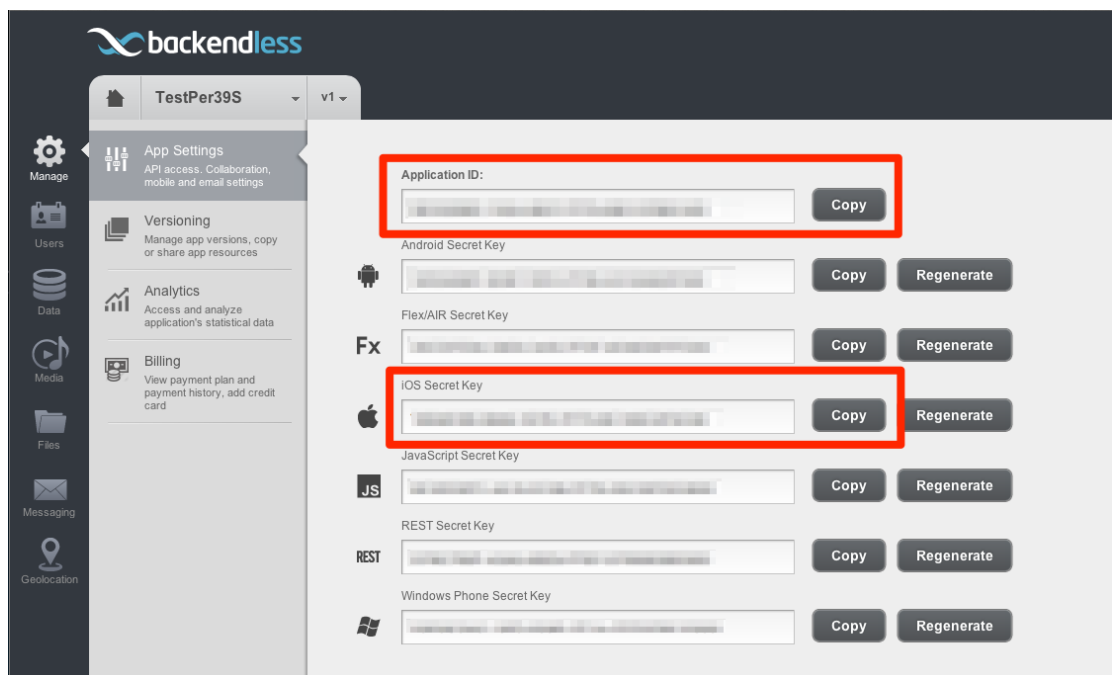 backendless
TestPer39S
v1
Manage
Users
Data
Media
Files
Messaging
Geolocation
App Settings
API access. Collaboration,
mobile and email settings
Versioning
Manage app versions, copy
or share app resources
Analytics
Access and analyze
application's statistical data
Billing
View payment plan and
payment history, add credit
card
Application ID:
Copy
Android Secret Key
Copy Regenerate
Flex/AIR Secret Key
Fx Copy Regenerate
iOS Secret Key
Copy Regenerate
JavaScript Secret Key
JS Copy Regenerate
REST Secret Key
REST Copy Regenerate
Windows Phone Secret Key
Copy Regenerate